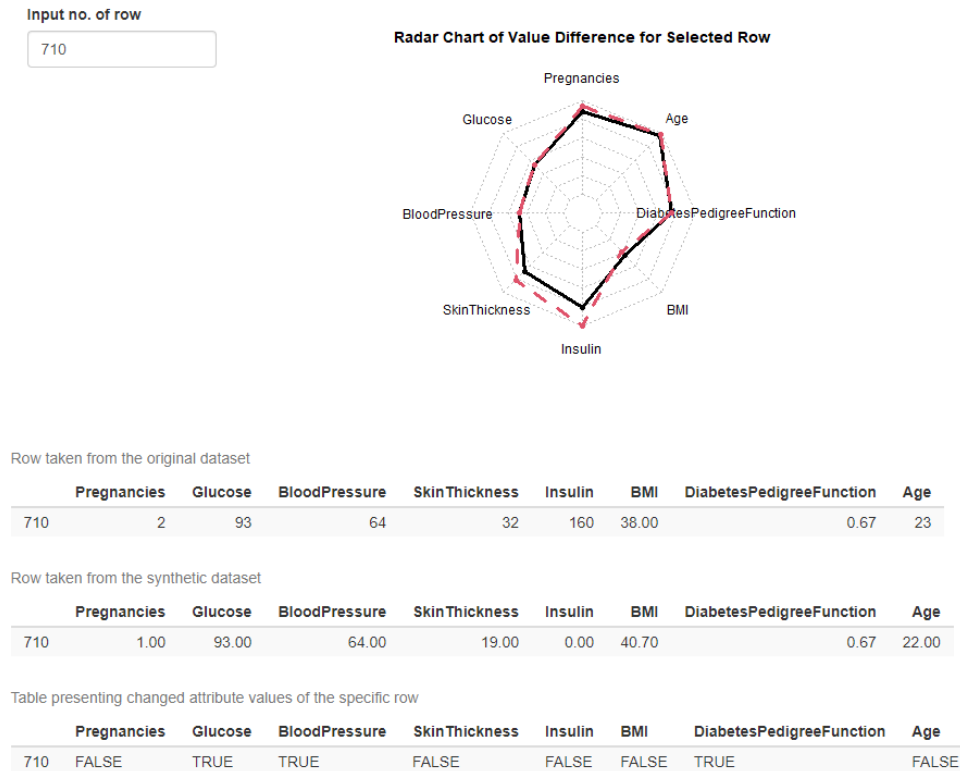 Input no. of row
710
Radar Chart of Value Difference for Selected Row
Pregnancies
Glucose
Age
BloodPressure
DiabetesPedigreeFunction
SkinThickness
BMI
Insulin
Row taken from the original dataset
Pregnancies Glucose BloodPressure SkinThickness Insulin BMI DiabetesPedigreeFunction Age
710 2 93 64 32 160 38.00 0.67 23
Row taken from the synthetic dataset
Pregnancies Glucose BloodPressure SkinThickness Insulin BMI DiabetesPedigreeFunction Age
710 1.00 93.00 64.00 19.00 0.00 40.70 0.67 22.00
Table presenting changed attribute values of the specific row
Pregnancies Glucose BloodPressure SkinThickness Insulin BMI DiabetesPedigreeFunction Age
710 FALSE TRUE TRUE FALSE FALSE FALSE TRUE FALSE